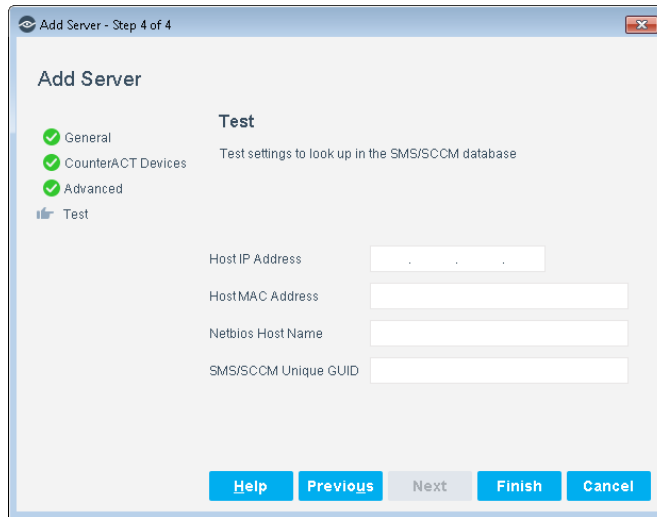 Add Server - Step 4 of 4
Add Server
General
CounterACT Devices
Advanced
Test
Test
Test settings to look up in the SMS/SCCM database
Host IP Address . . .
Host MAC Address
Netbios Host Name
SMS/SCCM Unique GUID
Help Previous Next Finish Cancel